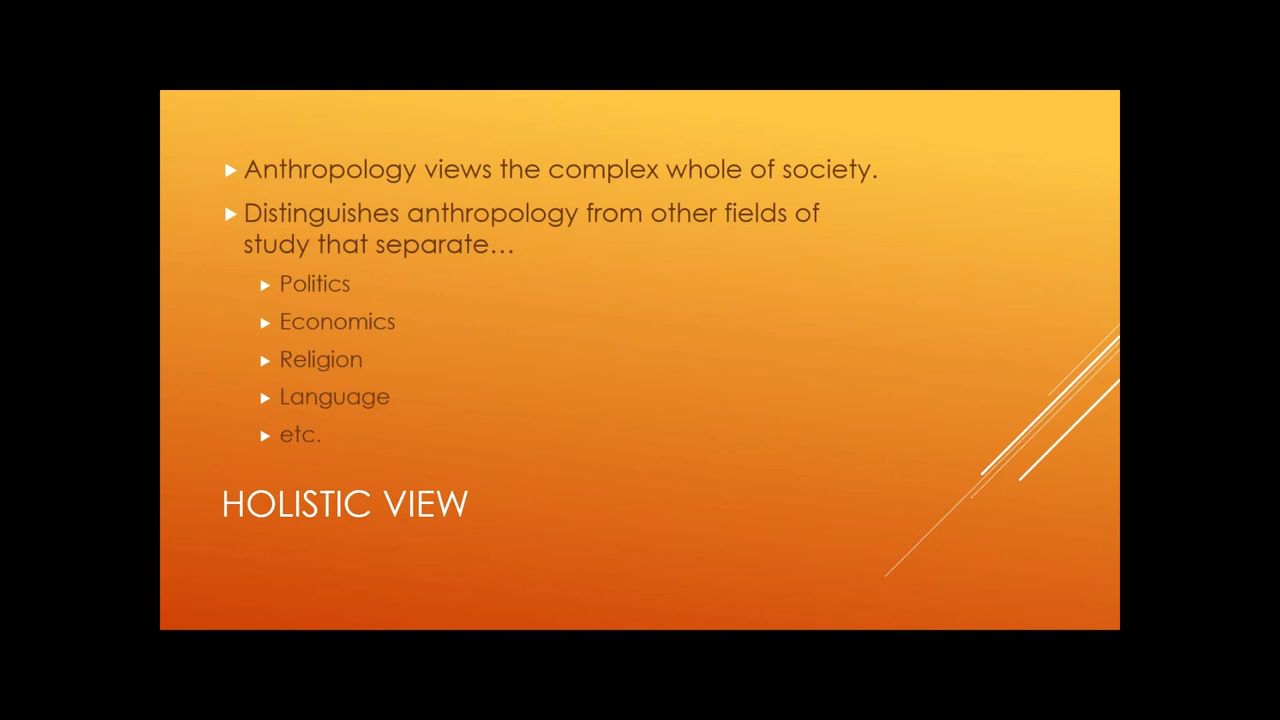 Anthropology views the complex whole of society.
Distinguishes anthropology from other fields of
study that separate…
Politics
Economics
Religion
Language
etc.
HOLISTIC VIEW